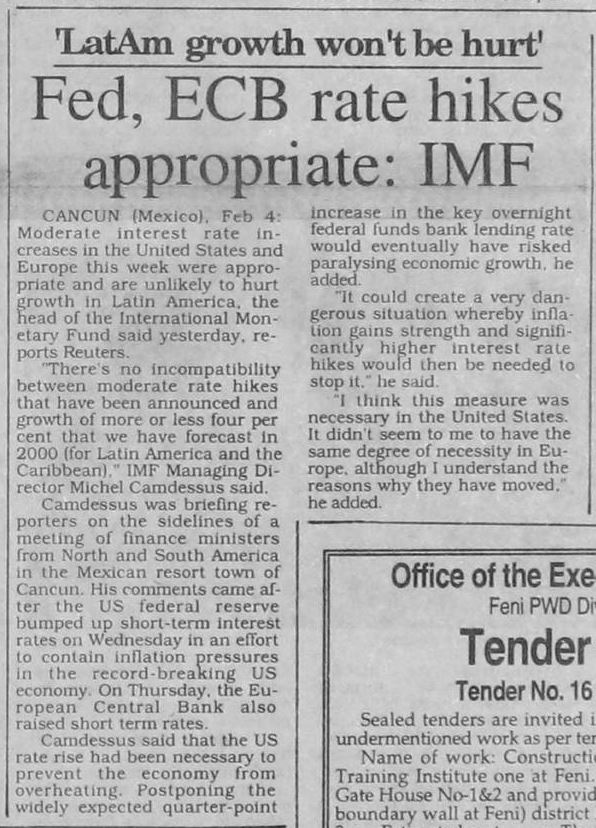 'LatAm growth won't be hurt'
Fed, ECB rate hikes
appropriate: IMF
CANCUN (Mexico), Feb 4:
Moderate interest rate in-
creases in the United States and
Europe this week were appro-
priate and are unlikely to hurt
growth in Latin America, the
head of the International Mon-
etary Fund said yesterday, re-
ports Reuters.
"There's no incompatibility
between moderate rate hikes
that have been announced and
growth of more or less four per
cent that we have forecast in
2000 (for Latin America and the
Caribbean)," IMF Managing Di-
rector Michel Camdessus said.
Camdessus was briefing re-
porters on the sidelines of a
meeting of finance ministers
from North and South America
in the Mexican resort town of
Cancun. His comments came af-
ter the US federal reserve
bumped up short-term interest
rates on Wednesday in an effort
to contain inflation pressures
in the record-breaking US
economy. On Thursday, the Eu-
ropean Central Bank also
raised short term rates.
Camdessus said that the US
rate rise had been necessary to
prevent the economy from
overheating. Postponing the
widely expected quarter-point
increase in the key overnight
federal funds bank lending rate
would eventually have risked
paralysing economic growth, he
added.
"It could create a very dan-
gerous situation whereby infla-
tion gains strength and signifi-
cantly higher interest rate
hikes would then be needed to
stop it," he said.
"I think this measure was
necessary in the United States.
It didn't seem to me to have the
same degree of necessity in Eu-
rope, although I understand the
reasons why they have moved,"
he added.
Office of the Exe
Feni PWD Di
Tender
Tender No. 16
Sealed tenders are invited
undermentioned work as per
Name of work: Constructi
Training Institute one at Feni.
Gate House No-1&2 and provid
boundary wall at Feni) district